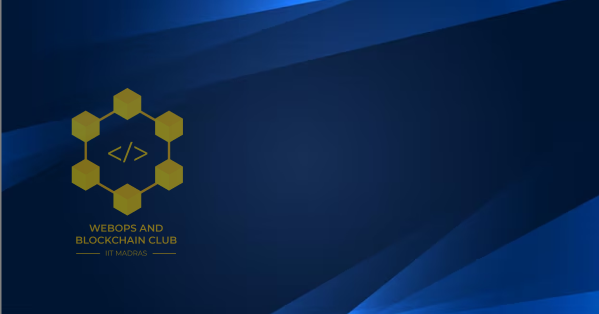 </>
WEBOPS AND
BLOCKCHAIN CLUB
IIT MADRAS